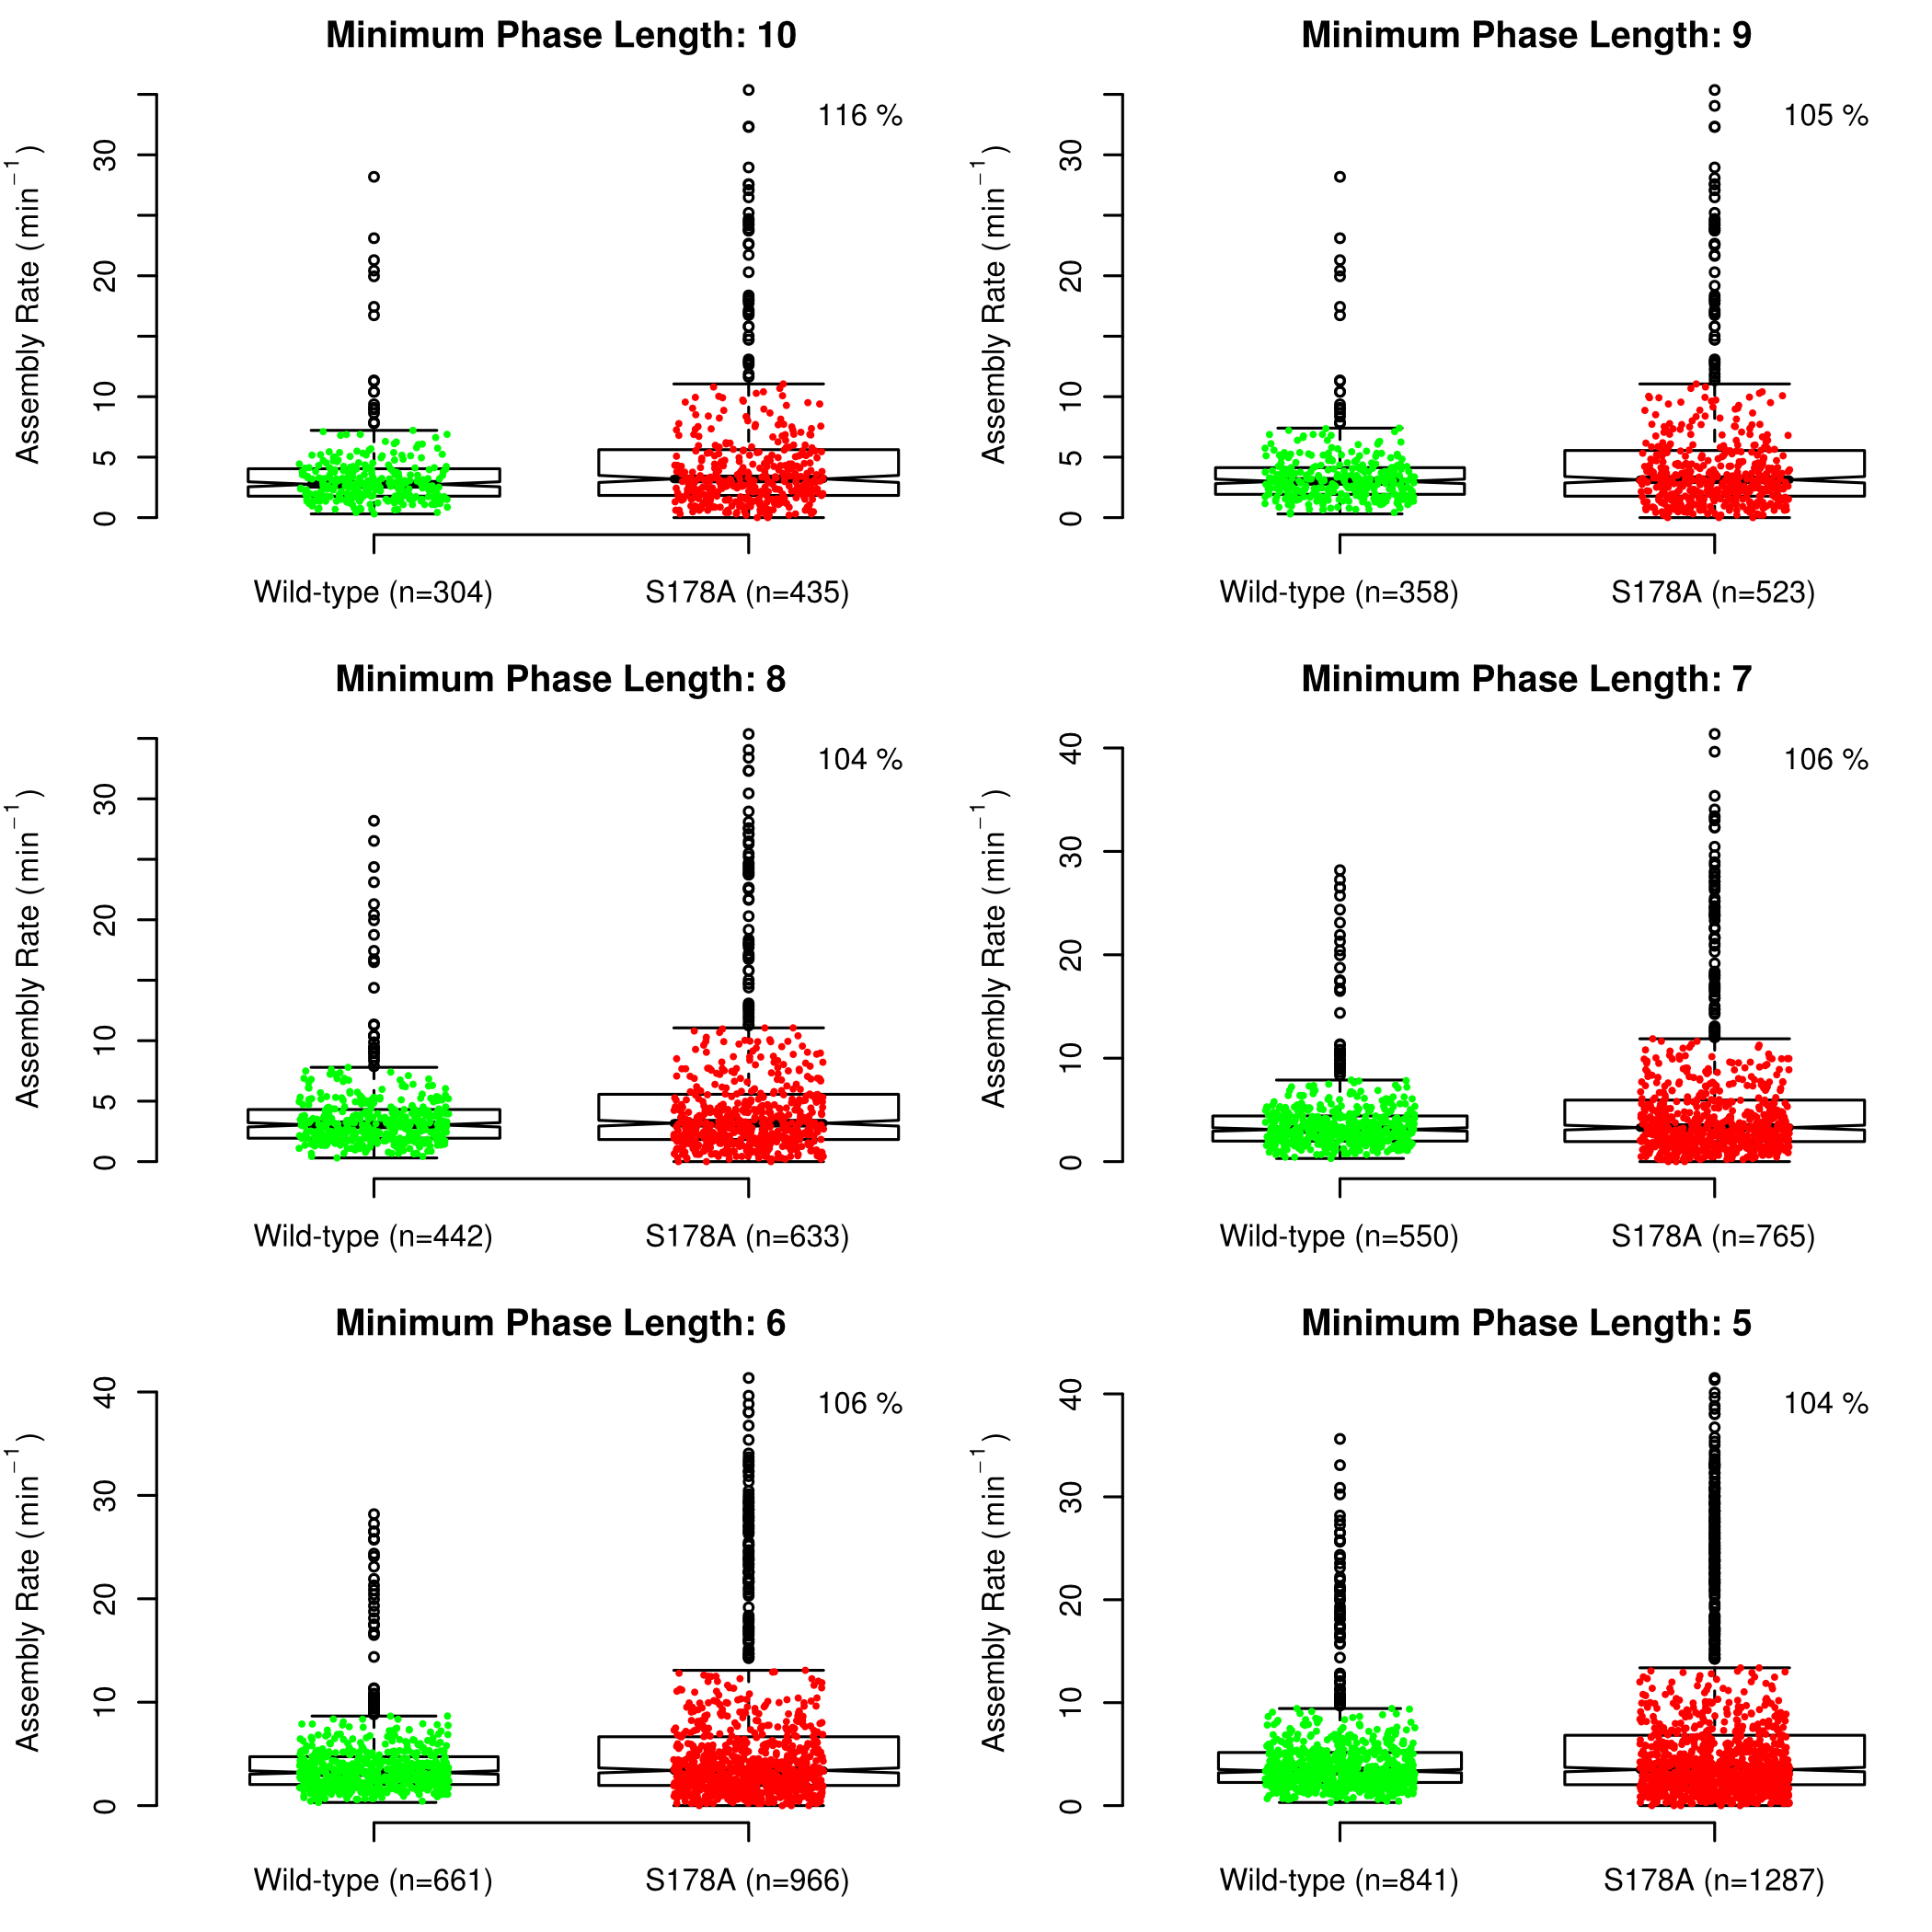 Minimum Phase Length: 10
116 %
Assembly Rate (min⁻¹)
0 5 10 20 30
Wild-type (n=304) S178A (n=435)
Minimum Phase Length: 9
105 %
Assembly Rate (min⁻¹)
0 5 10 20 30
Wild-type (n=358) S178A (n=523)
Minimum Phase Length: 8
104 %
Assembly Rate (min⁻¹)
0 5 10 20 30
Wild-type (n=442) S178A (n=633)
Minimum Phase Length: 7
106 %
Assembly Rate (min⁻¹)
0 10 20 30 40
Wild-type (n=550) S178A (n=765)
Minimum Phase Length: 6
106 %
Assembly Rate (min⁻¹)
0 10 20 30 40
Wild-type (n=661) S178A (n=966)
Minimum Phase Length: 5
104 %
Assembly Rate (min⁻¹)
0 10 20 30 40
Wild-type (n=841) S178A (n=1287)